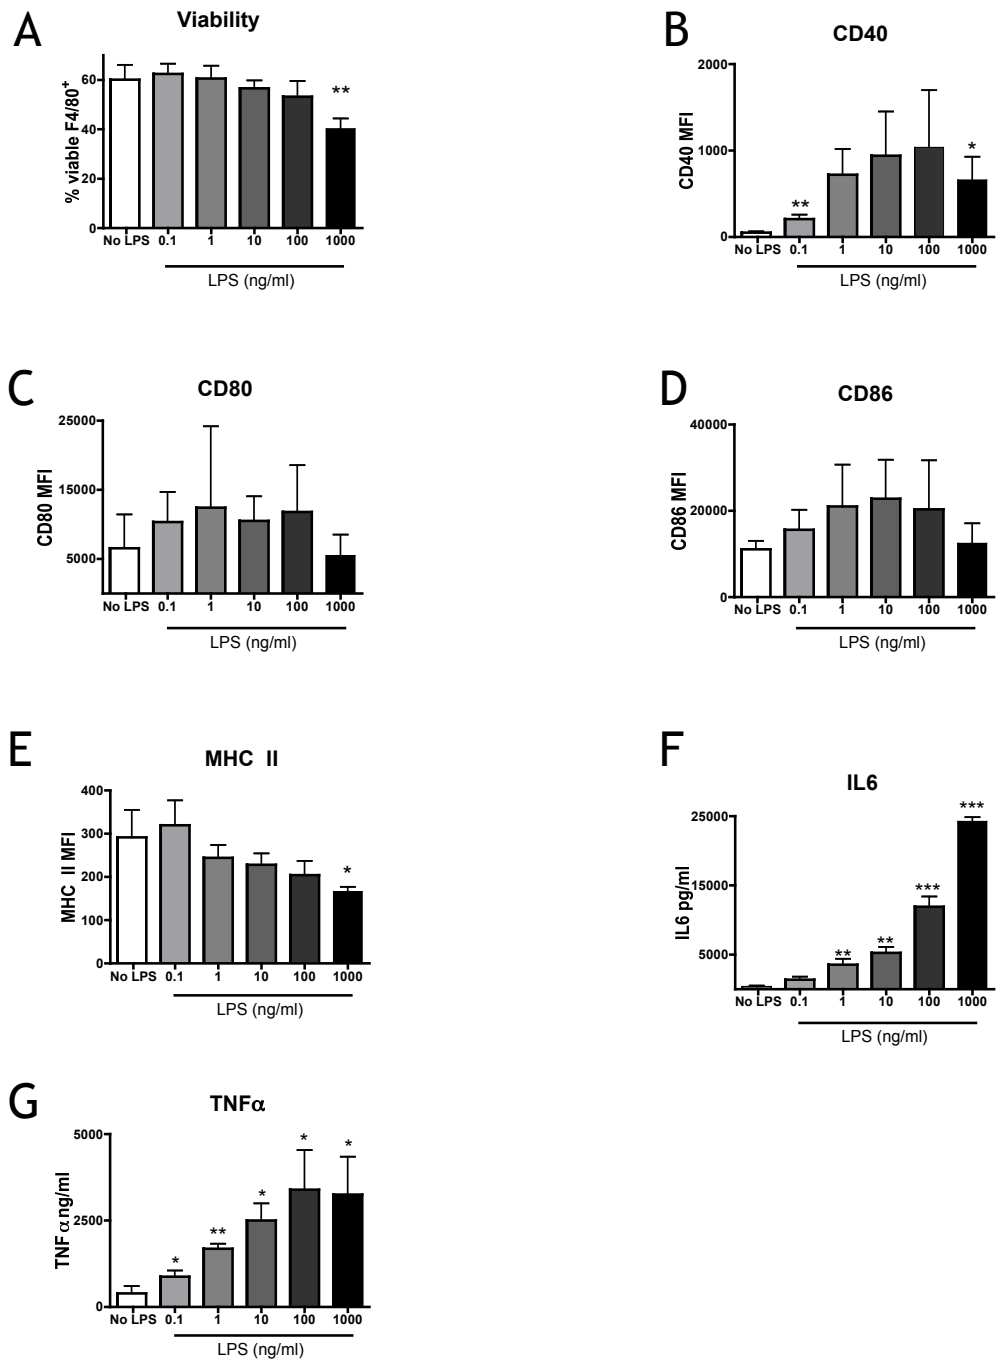 A
Viability
% viable F4/80+
60
40
20
0
**
No LPS 0.1 1 10 100 1000
LPS (ng/ml)
B
CD40
CD40 MFI
2000
1000
0
**
*
No LPS 0.1 1 10 100 1000
LPS (ng/ml)
C
CD80
CD80 MFI
25000
15000
5000
No LPS 0.1 1 10 100 1000
LPS (ng/ml)
D
CD86
CD86 MFI
40000
20000
0
No LPS 0.1 1 10 100 1000
LPS (ng/ml)
E
MHC II
MHC II MFI
400
300
200
100
0
*
No LPS 0.1 1 10 100 1000
LPS (ng/ml)
F
IL6
IL6 pg/ml
25000
15000
5000
**
**
***
***
No LPS 0.1 1 10 100 1000
LPS (ng/ml)
G
TNFα
TNFα ng/ml
5000
2500
0
*
**
*
*
*
No LPS 0.1 1 10 100 1000
LPS (ng/ml)